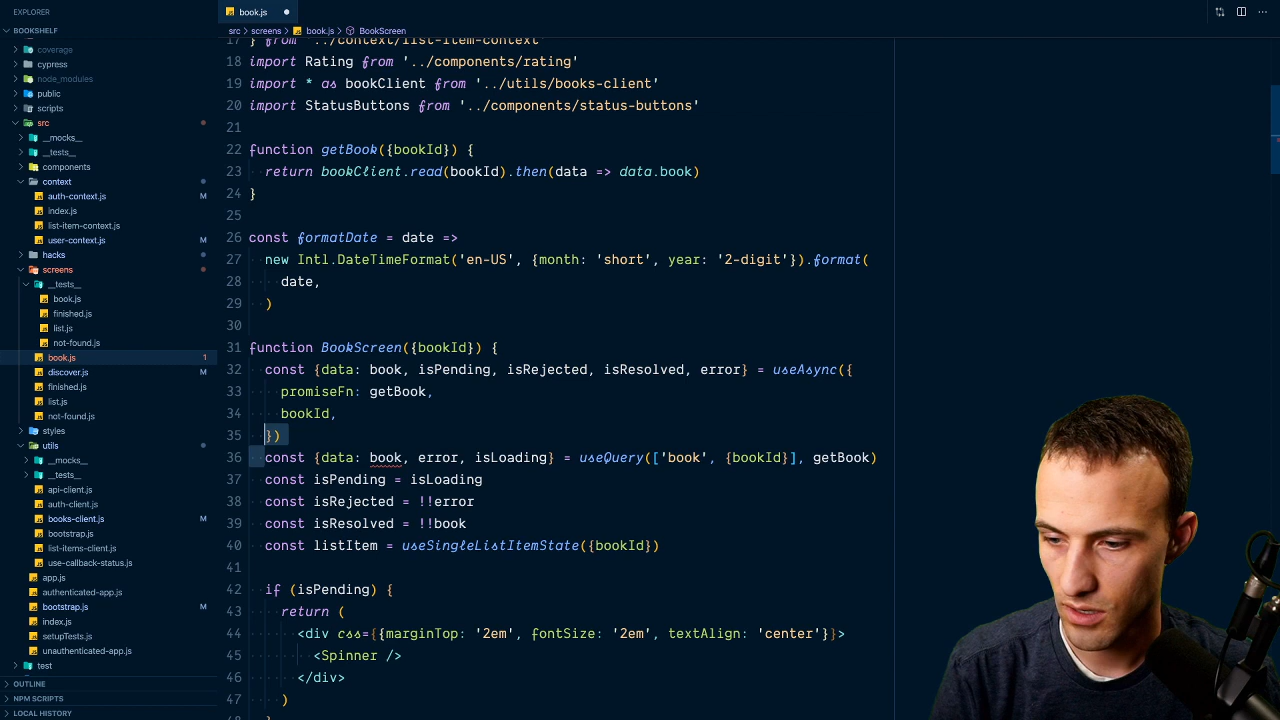 EXPLORER
BOOKSHELF
coverage
cypress
node_modules
public
scripts
src
__mocks__
__tests__
components
context
auth-context.js M
index.js
list-item-context.js
user-context.js M
hacks
screens
__tests__
book.js
finished.js
list.js
not-found.js
book.js 1
discover.js M
finished.js
list.js
not-found.js
styles
utils
__mocks__
__tests__
api-client.js
auth-client.js
books-client.js M
bootstrap.js
list-items-client.js
use-callback-status.js
app.js
authenticated-app.js
bootstrap.js M
index.js
setupTests.js
unauthenticated-app.js
test
OUTLINE
NPM SCRIPTS
LOCAL HISTORY
book.js
src > screens > book.js > BookScreen
17 } from '../context/list-item-context'
18 import Rating from '../components/rating'
19 import * as bookClient from '../utils/books-client'
20 import StatusButtons from '../components/status-buttons'
21
22 function getBook({bookId}) {
23 return bookClient.read(bookId).then(data => data.book)
24 }
25
26 const formatDate = date =>
27 new Intl.DateTimeFormat('en-US', {month: 'short', year: '2-digit'}).format(
28 date,
29 )
30
31 function BookScreen({bookId}) {
32 const {data: book, isPending, isRejected, isResolved, error} = useAsync({
33 promiseFn: getBook,
34 bookId,
35 })
36 const {data: book, error, isLoading} = useQuery(['book', {bookId}], getBook)
37 const isPending = isLoading
38 const isRejected = !!error
39 const isResolved = !!book
40 const listItem = useSingleListItemState({bookId})
41
42 if (isPending) {
43 return (
44 <div css={{marginTop: '2em', fontSize: '2em', textAlign: 'center'}}>
45 <Spinner />
46 </div>
47 )